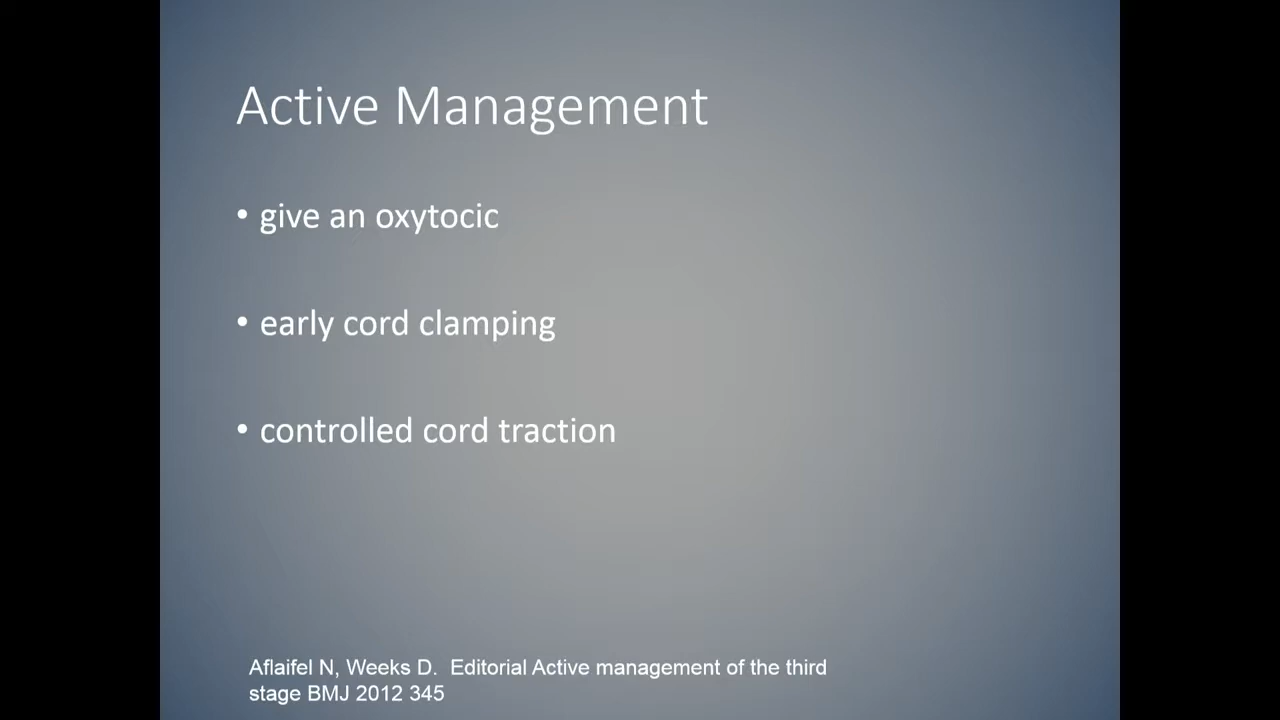 Active Management
• give an oxytocic
• early cord clamping
• controlled cord traction
Aflaifel N, Weeks D.  Editorial Active management of the third
stage BMJ 2012 345